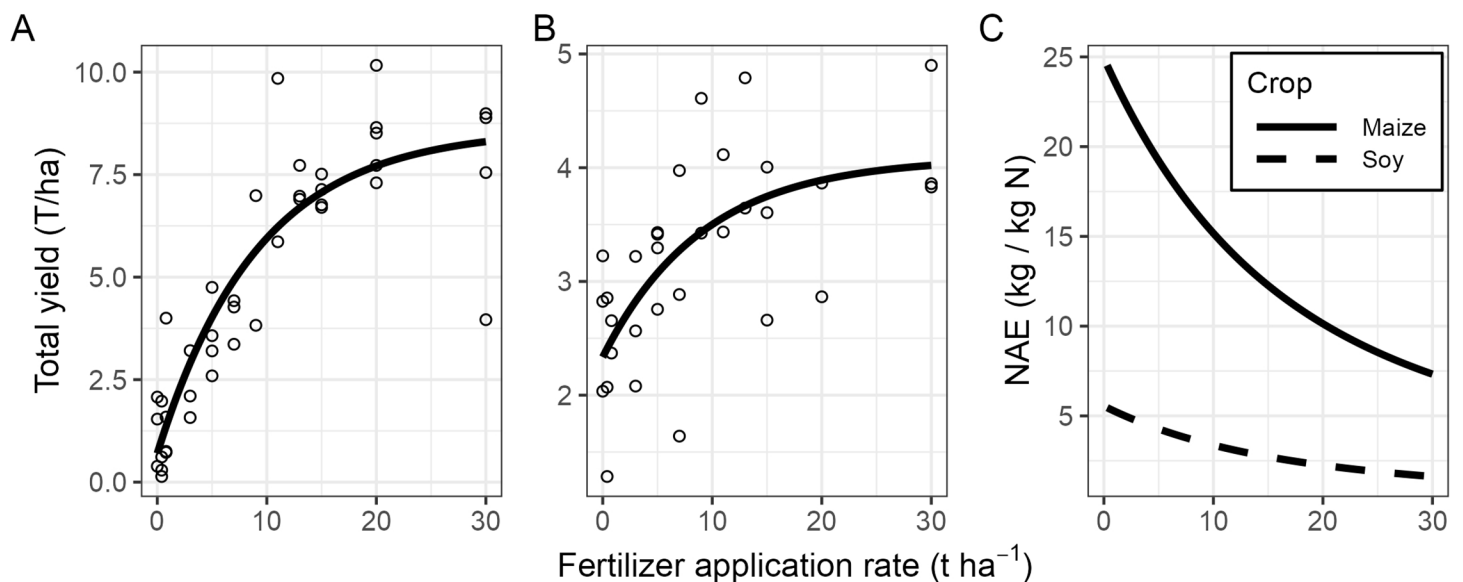 A
B
C
Total yield (T/ha)
10.0
7.5
5.0
2.5
0.0
0 10 20 30
5
4
3
2
0 10 20 30
NAE (kg / kg N)
25
20
15
10
5
0 10 20 30
Crop
Maize
Soy
Fertilizer application rate (t ha⁻¹)